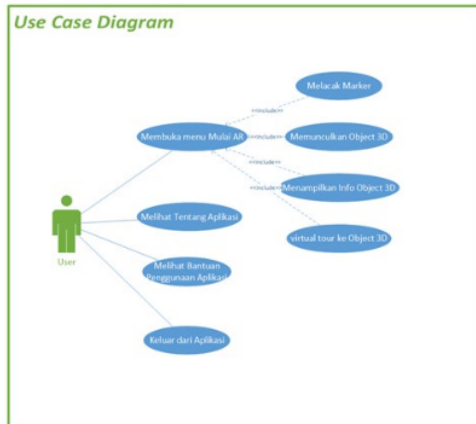 Use Case Diagram
Melacak Marker
<<include>>
Membuka menu Mulai AR
<<include>>
Memunculkan Object 3D
<<include>>
<<include>>
Menampilkan Info Object 3D
Melihat Tentang Aplikasi
virtual tour ke Object 3D
User
Melihat Bantuan
Penggunaan Aplikasi
Keluar dari Aplikasi